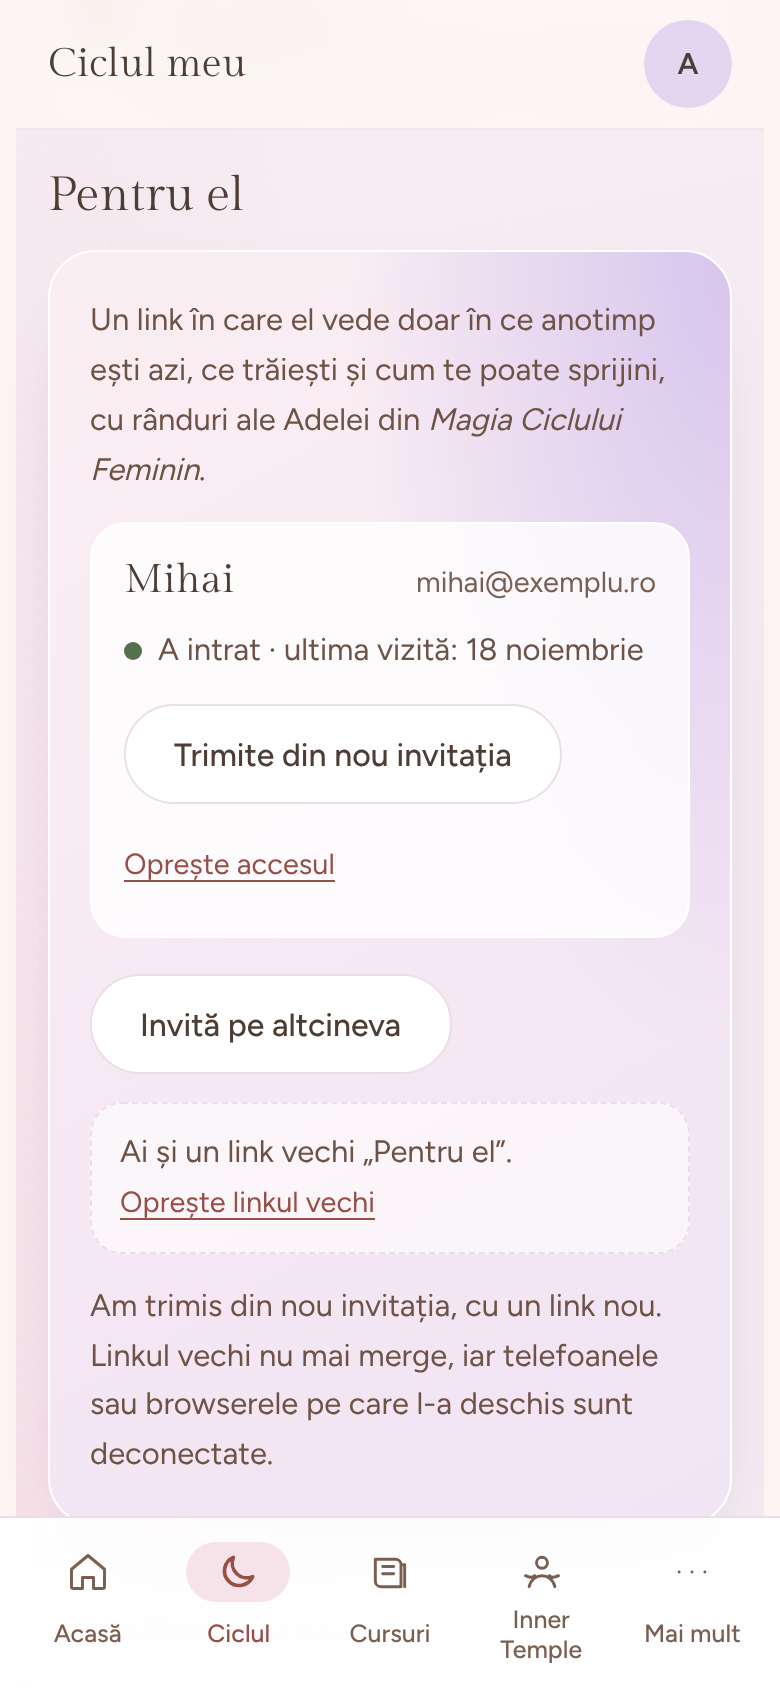 Ciclul meu
A
Pentru el
Un link în care el vede doar în ce anotimp
ești azi, ce trăiești și cum te poate sprijini,
cu rânduri ale Adelei din Magia Ciclului
Feminin.
Mihai
mihai@exemplu.ro
A intrat · ultima vizită: 18 noiembrie
Trimite din nou invitația
Oprește accesul
Invită pe altcineva
Ai și un link vechi „Pentru el”.
Oprește linkul vechi
Am trimis din nou invitația, cu un link nou.
Linkul vechi nu mai merge, iar telefoanele
sau browserele pe care l-a deschis sunt
deconectate.
Acasă
Ciclul
Cursuri
Inner
Temple
Mai mult